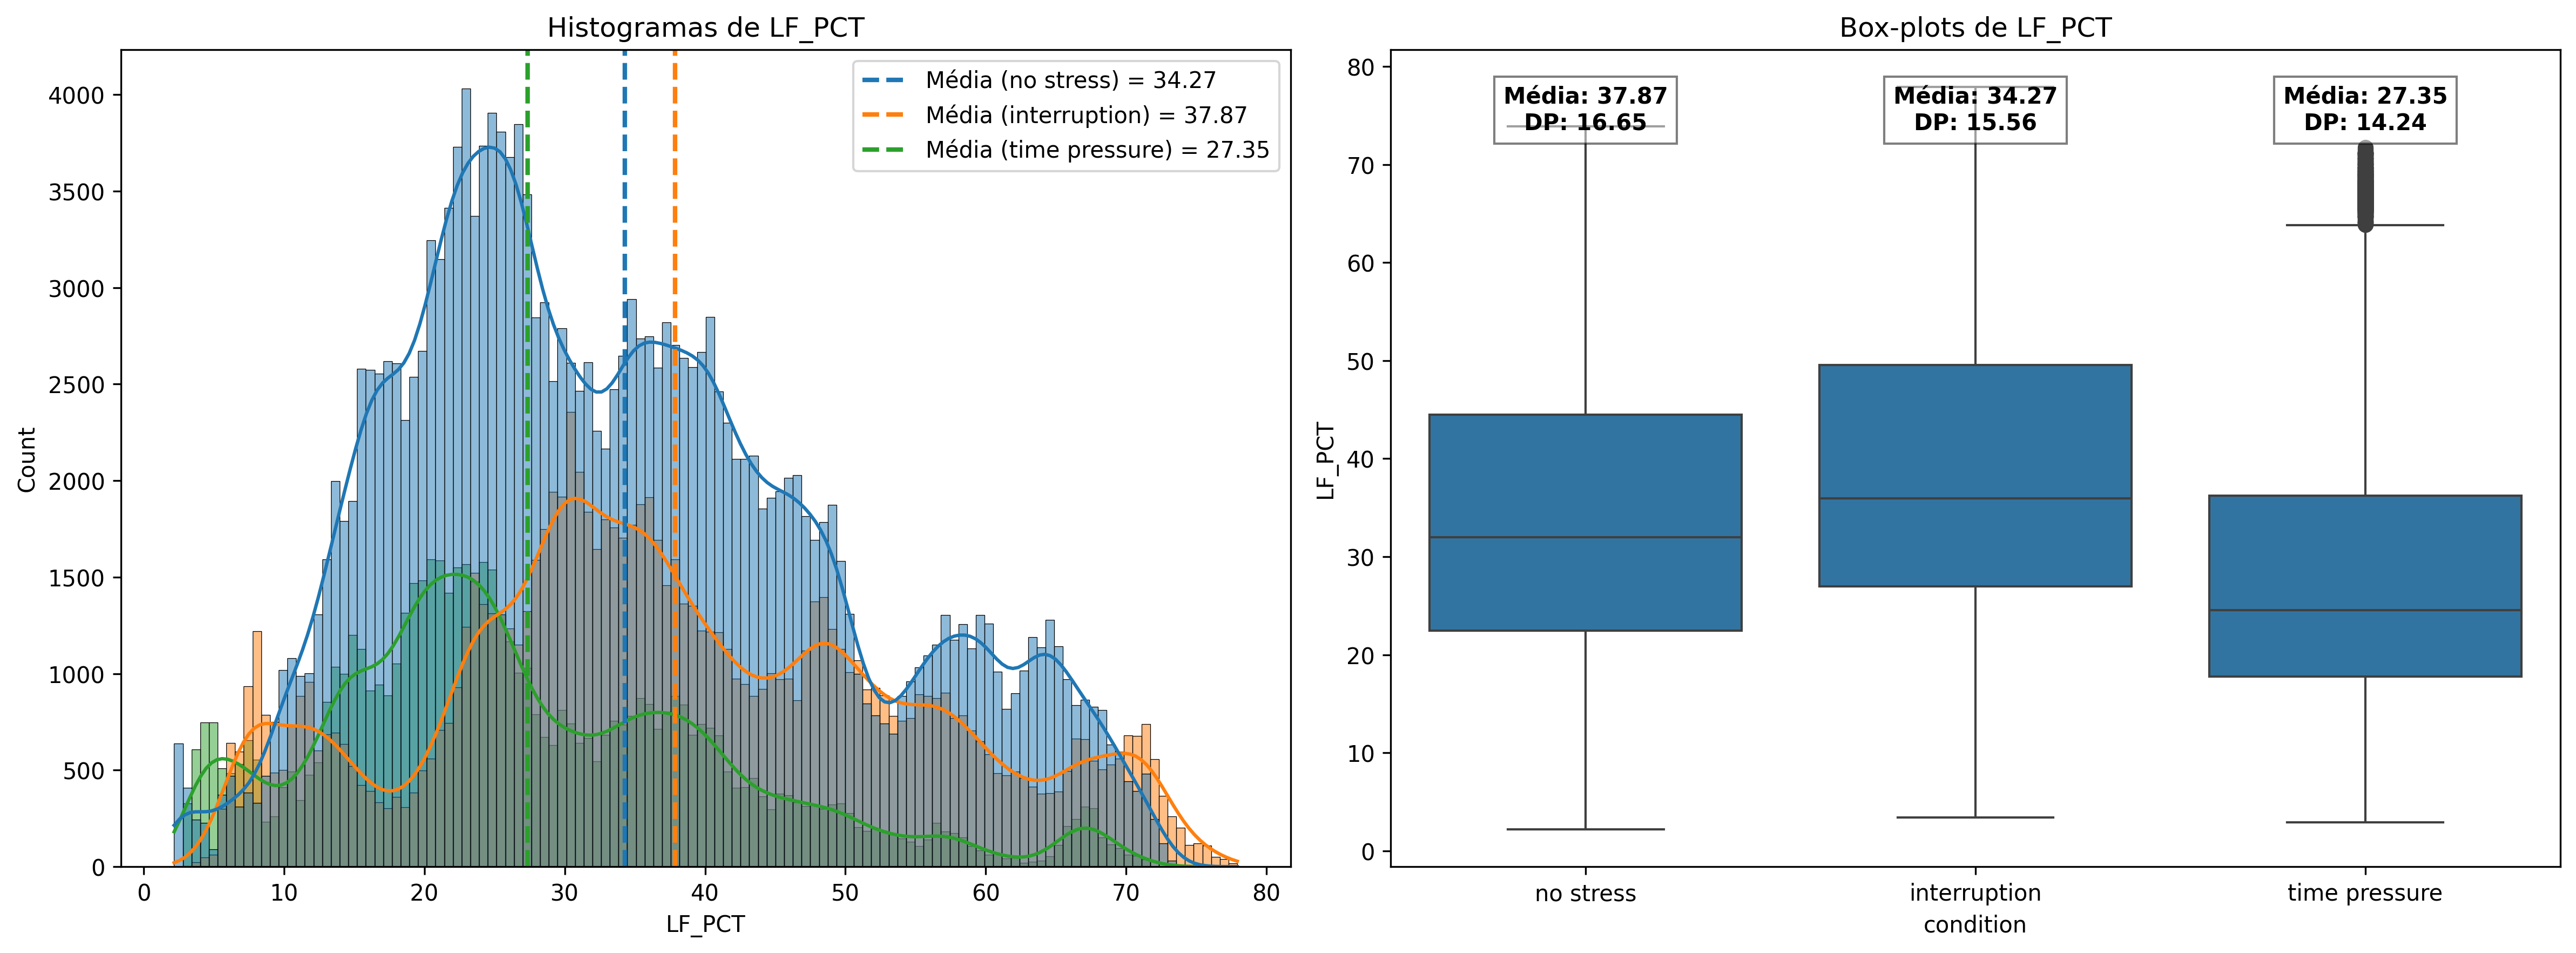 Histogramas de LF_PCT
Média (no stress) = 34.27
Média (interruption) = 37.87
Média (time pressure) = 27.35
Count
4000
3500
3000
2500
2000
1500
1000
500
0
0 10 20 30 40 50 60 70 80
LF_PCT
Box-plots de LF_PCT
Média: 37.87
DP: 16.65
Média: 34.27
DP: 15.56
Média: 27.35
DP: 14.24
LF_PCT
80
70
60
50
40
30
20
10
0
no stress interruption time pressure
condition